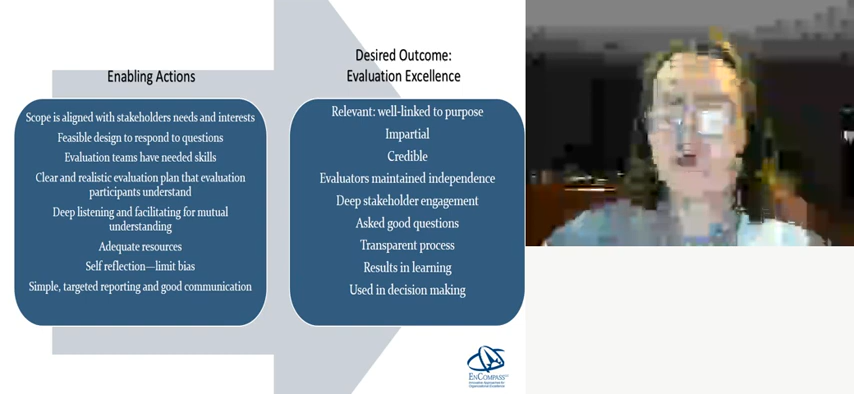 Enabling Actions
Scope is aligned with stakeholders needs and interests
Feasible design to respond to questions
Evaluation teams have needed skills
Clear and realistic evaluation plan that evaluation
participants understand
Deep listening and facilitating for mutual
understanding
Adequate resources
Self reflection—limit bias
Simple, targeted reporting and good communication
Desired Outcome:
Evaluation Excellence
Relevant: well-linked to purpose
Impartial
Credible
Evaluators maintained independence
Deep stakeholder engagement
Asked good questions
Transparent process
Results in learning
Used in decision making
ENCOMPASS